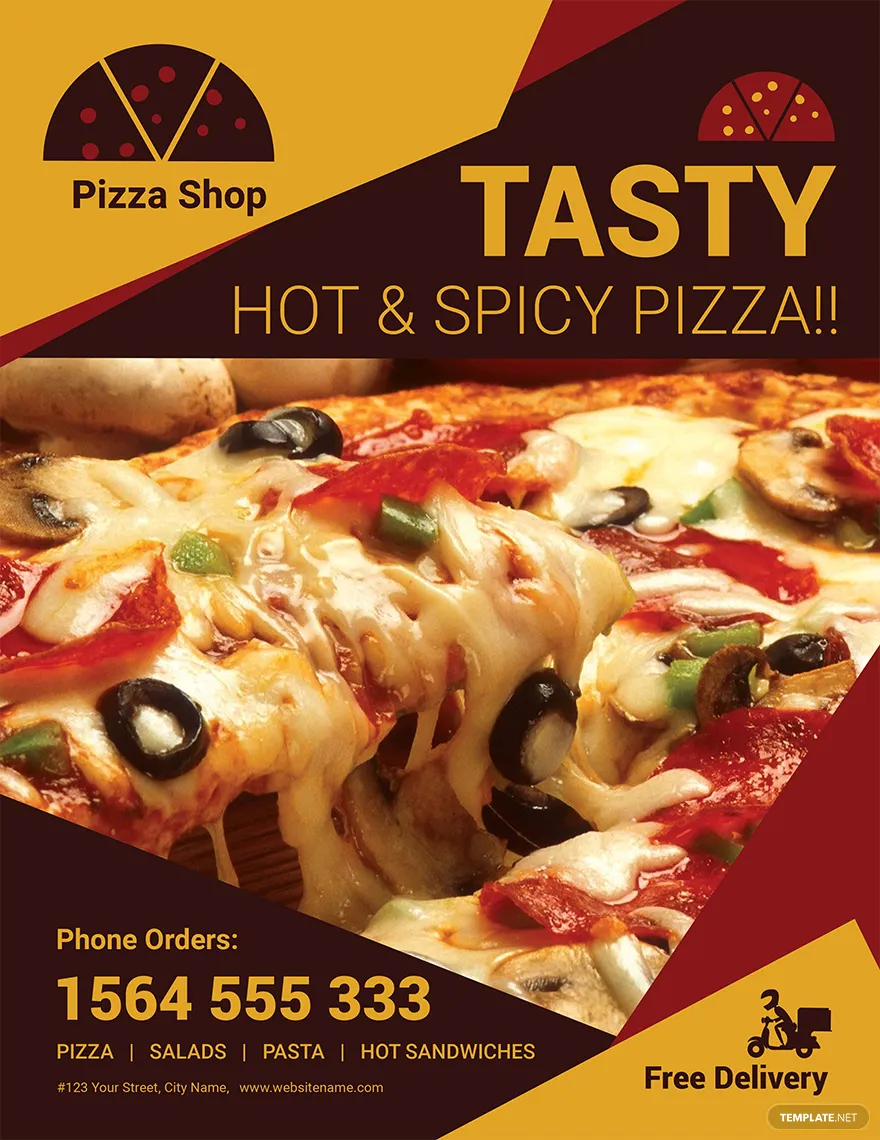 Pizza Shop
TASTY
HOT & SPICY PIZZA!!
Phone Orders:
1564 555 333
PIZZA | SALADS | PASTA | HOT SANDWICHES
#123 Your Street, City Name, www.websitename.com
Free Delivery
TEMPLATE.NET